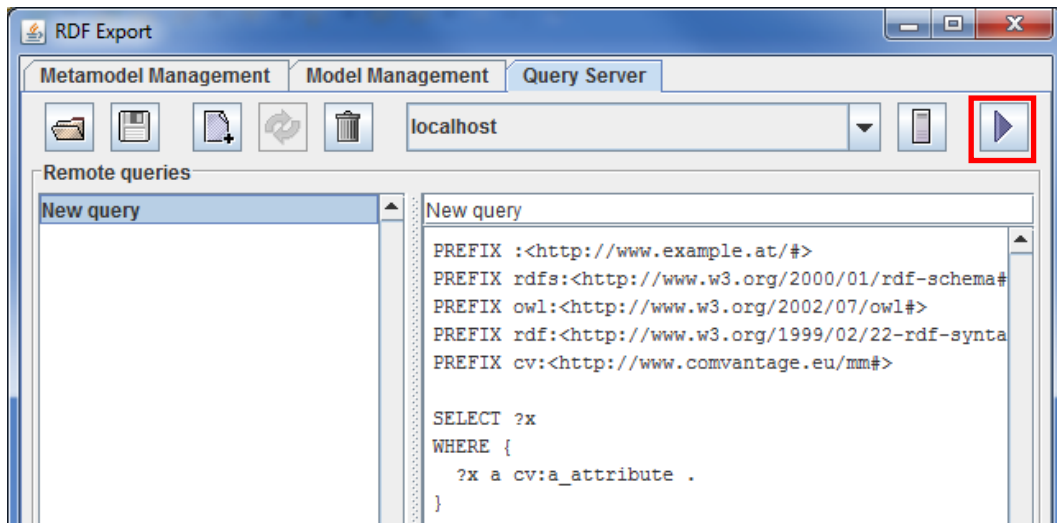 RDF Export
Metamodel Management Model Management Query Server
localhost
Remote queries
New query
New query
PREFIX :<http://www.example.at/#>
PREFIX rdfs:<http://www.w3.org/2000/01/rdf-schema#
PREFIX owl:<http://www.w3.org/2002/07/owl#>
PREFIX rdf:<http://www.w3.org/1999/02/22-rdf-synta
PREFIX cv:<http://www.comvantage.eu/mm#>
SELECT ?x
WHERE {
?x a cv:a_attribute .
}